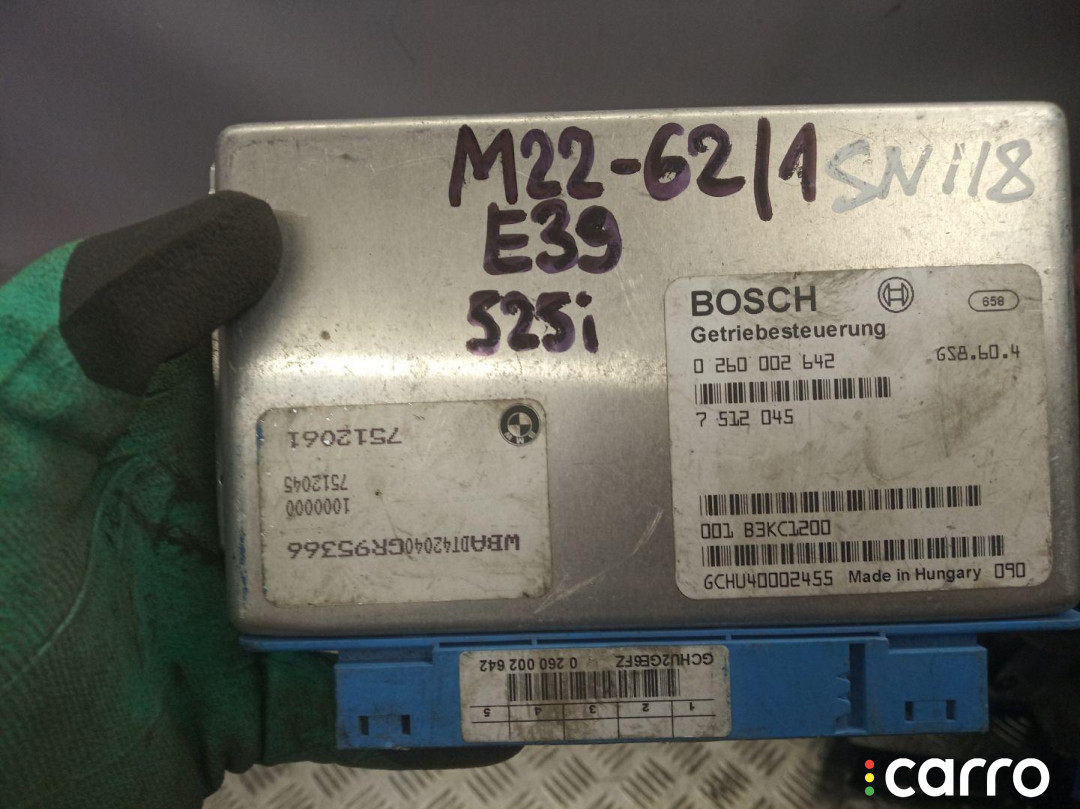 M22-62/1 SNil8
E39
525i
BOSCH 658
Getriebesteuerung
0 260 002 642 GS8.60.4
7 512 045
001 B3KC1200
GCHU40002455 Made in Hungary 090
BMW
7512061
7512045
1000000
WBADT42040GR95366
GCHU2GE6FZ
0 260 002 642
1 2 3 4 5
carro